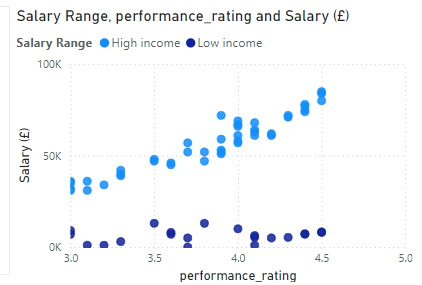 Salary Range, performance_rating and Salary (£)
Salary Range High income Low income
100K
50K
0K
Salary (£)
3.0 3.5 4.0 4.5 5.0
performance_rating